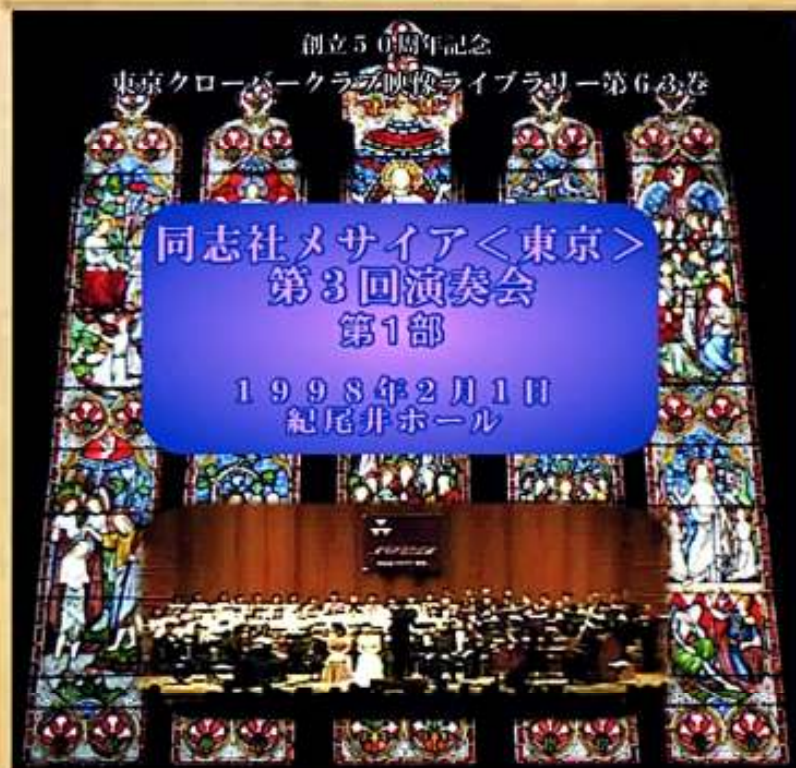 創立５０周年記念
東京クローバークラブ映像ライブラリー第６３巻
同志社メサイア＜東京＞
第３回演奏会
第１部
１９９８年２月１日
紀尾井ホール